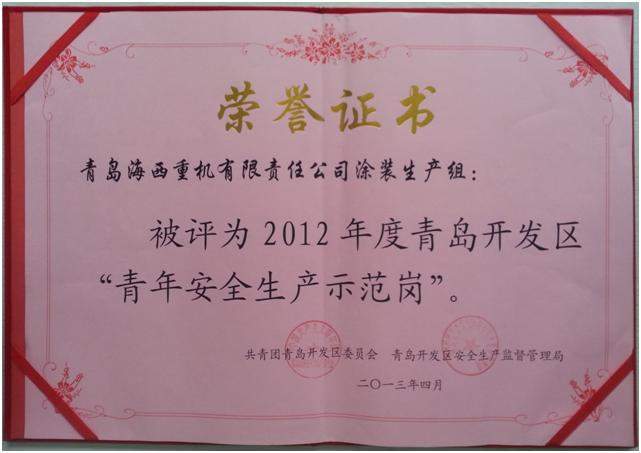 荣誉证书
青岛海西重机有限责任公司涂装生产组：
被评为2012年度青岛开发区
“青年安全生产示范岗”。
共青团青岛开发区委员会 青岛开发区安全生产监督管理局
二〇一三年四月